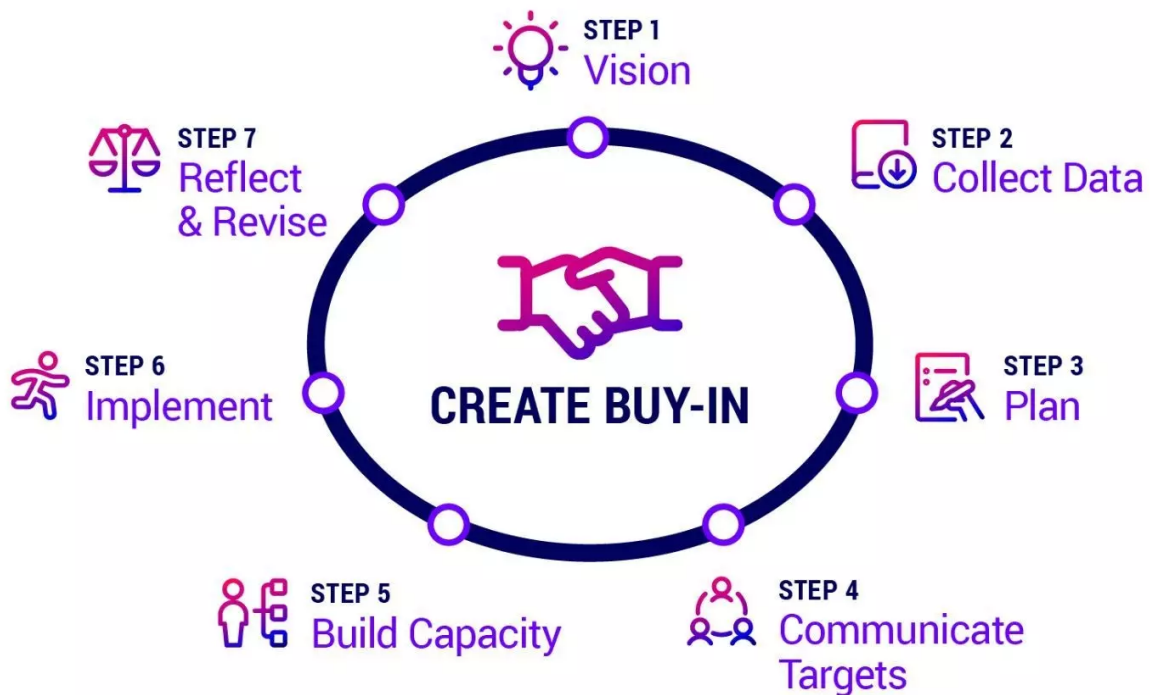 STEP 1
Vision
STEP 2
Collect Data
STEP 3
Plan
STEP 4
Communicate
Targets
STEP 5
Build Capacity
STEP 6
Implement
STEP 7
Reflect
& Revise
CREATE BUY-IN